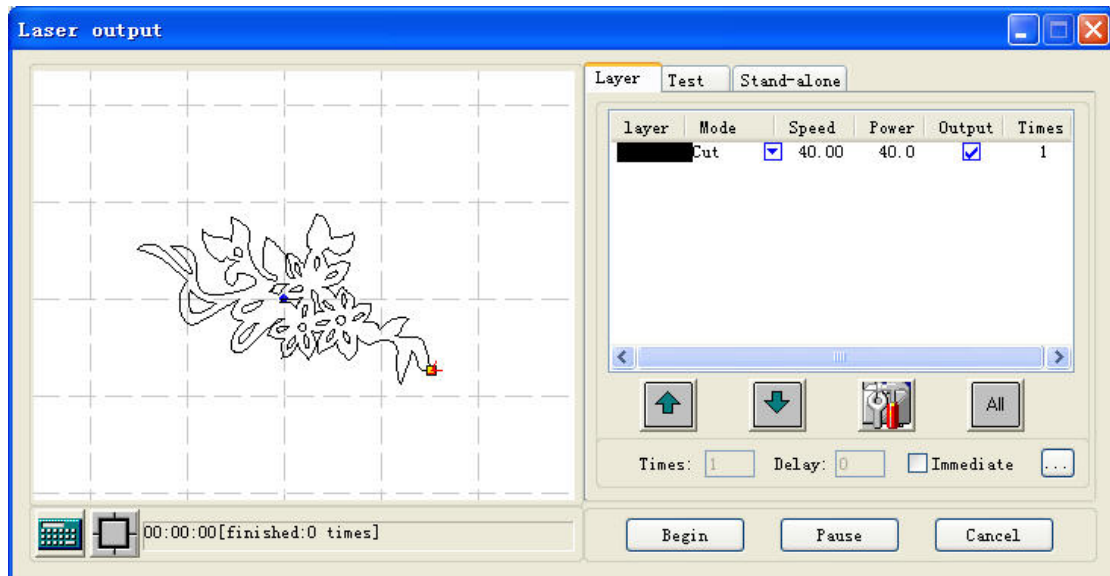 Laser output
Layer Test Stand-alone
layer Mode Speed Power Output Times
Cut 40.00 40.0 1
All
Times: 1 Delay: 0 Immediate ...
00:00:00[finished:0 times]
Begin Pause Cancel